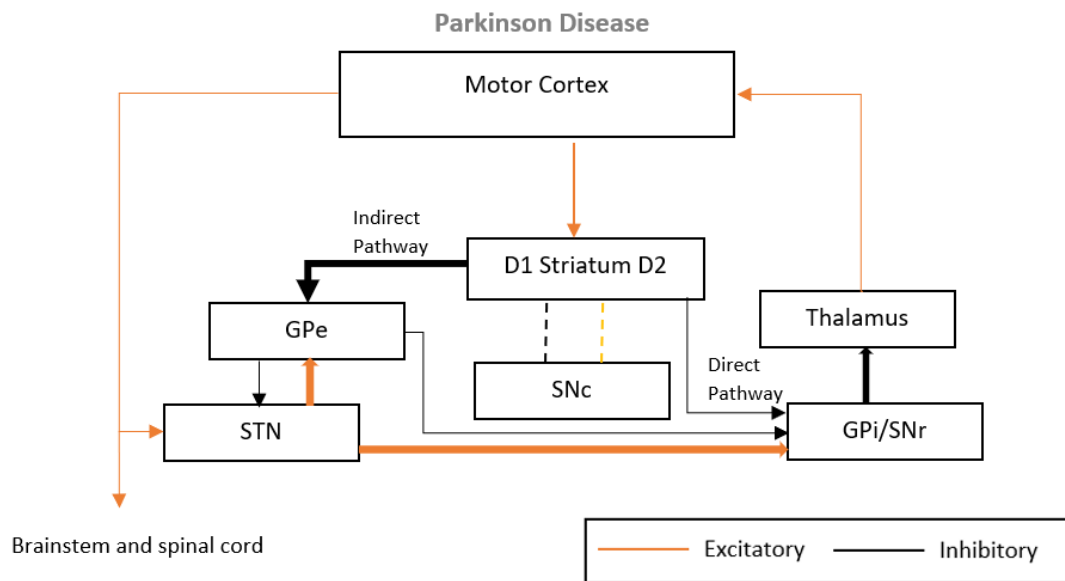 Parkinson Disease
Motor Cortex
Indirect
Pathway
D1 Striatum D2
GPe
Thalamus
SNc
Direct
Pathway
STN
GPi/SNr
Brainstem and spinal cord
Excitatory
Inhibitory